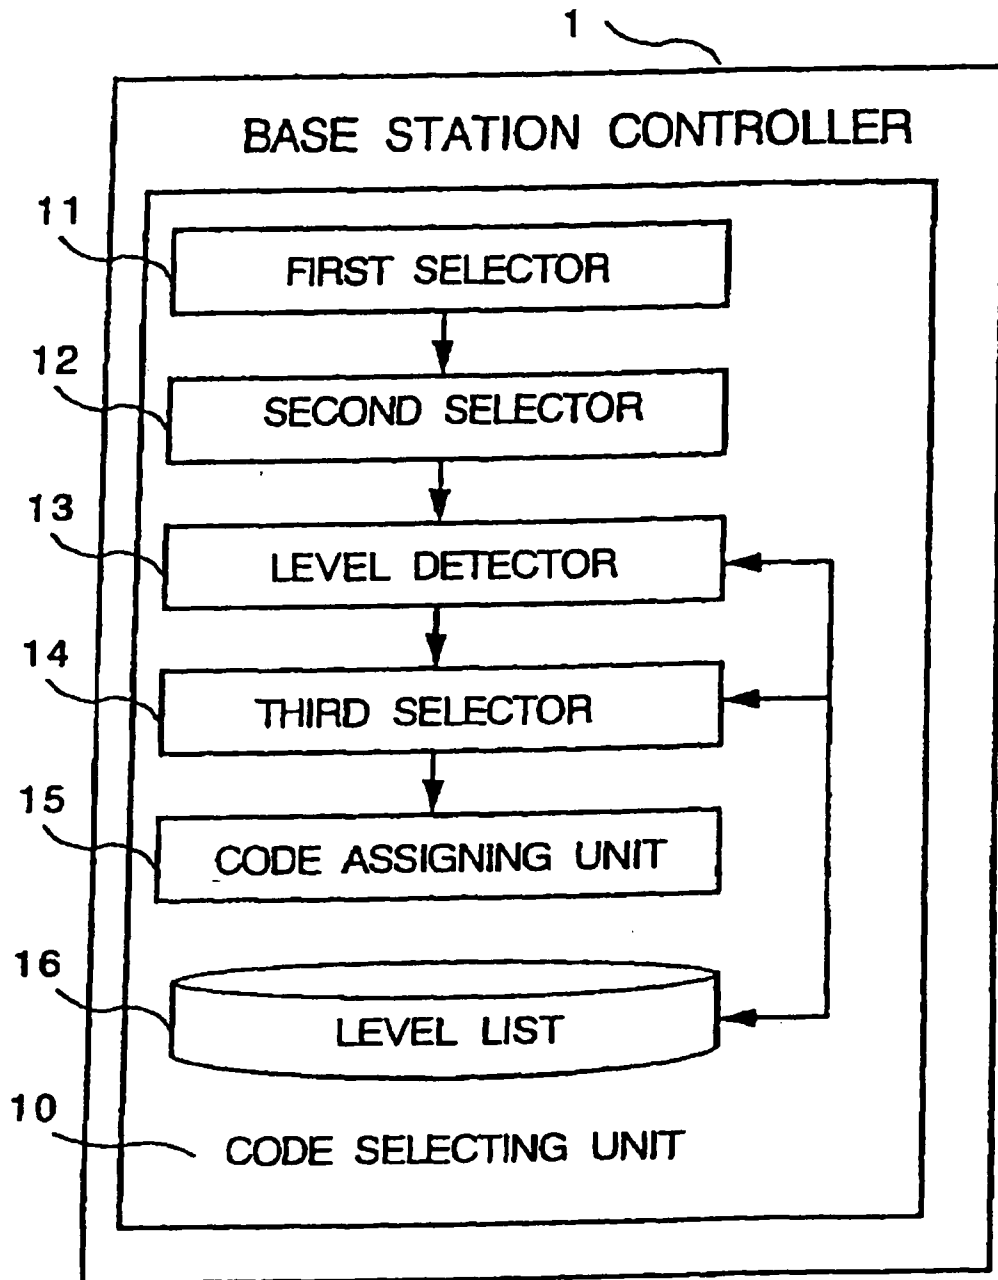 1
BASE STATION CONTROLLER
11
FIRST SELECTOR
12
SECOND SELECTOR
13
LEVEL DETECTOR
14
THIRD SELECTOR
15
CODE ASSIGNING UNIT
16
LEVEL LIST
10
CODE SELECTING UNIT